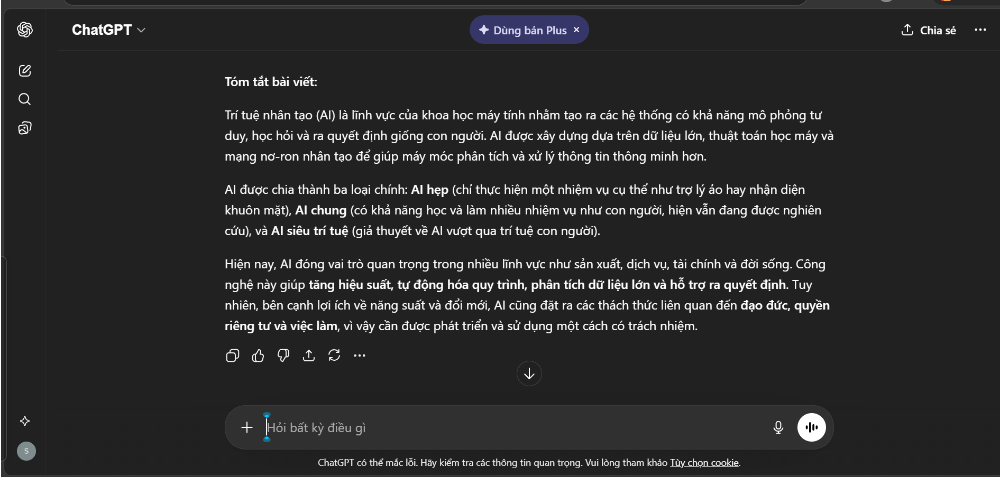 ChatGPT
Dùng bản Plus
Chia sẻ
Tóm tắt bài viết:
Trí tuệ nhân tạo (AI) là lĩnh vực của khoa học máy tính nhằm tạo ra các hệ thống có khả năng mô phỏng tư
duy, học hỏi và ra quyết định giống con người. AI được xây dựng dựa trên dữ liệu lớn, thuật toán học máy và
mạng nơ-ron nhân tạo để giúp máy móc phân tích và xử lý thông tin thông minh hơn.
AI được chia thành ba loại chính: AI hẹp (chỉ thực hiện một nhiệm vụ cụ thể như trợ lý ảo hay nhận diện
khuôn mặt), AI chung (có khả năng học và làm nhiều nhiệm vụ như con người, hiện vẫn đang được nghiên
cứu), và AI siêu trí tuệ (giả thuyết về AI vượt qua trí tuệ con người).
Hiện nay, AI đóng vai trò quan trọng trong nhiều lĩnh vực như sản xuất, dịch vụ, tài chính và đời sống. Công
nghệ này giúp tăng hiệu suất, tự động hóa quy trình, phân tích dữ liệu lớn và hỗ trợ ra quyết định. Tuy
nhiên, bên cạnh lợi ích về năng suất và đổi mới, AI cũng đặt ra các thách thức liên quan đến đạo đức, quyền
riêng tư và việc làm, vì vậy cần được phát triển và sử dụng một cách có trách nhiệm.
Hỏi bất kỳ điều gì
S
ChatGPT có thể mắc lỗi. Hãy kiểm tra các thông tin quan trọng. Vui lòng tham khảo Tùy chọn cookie.